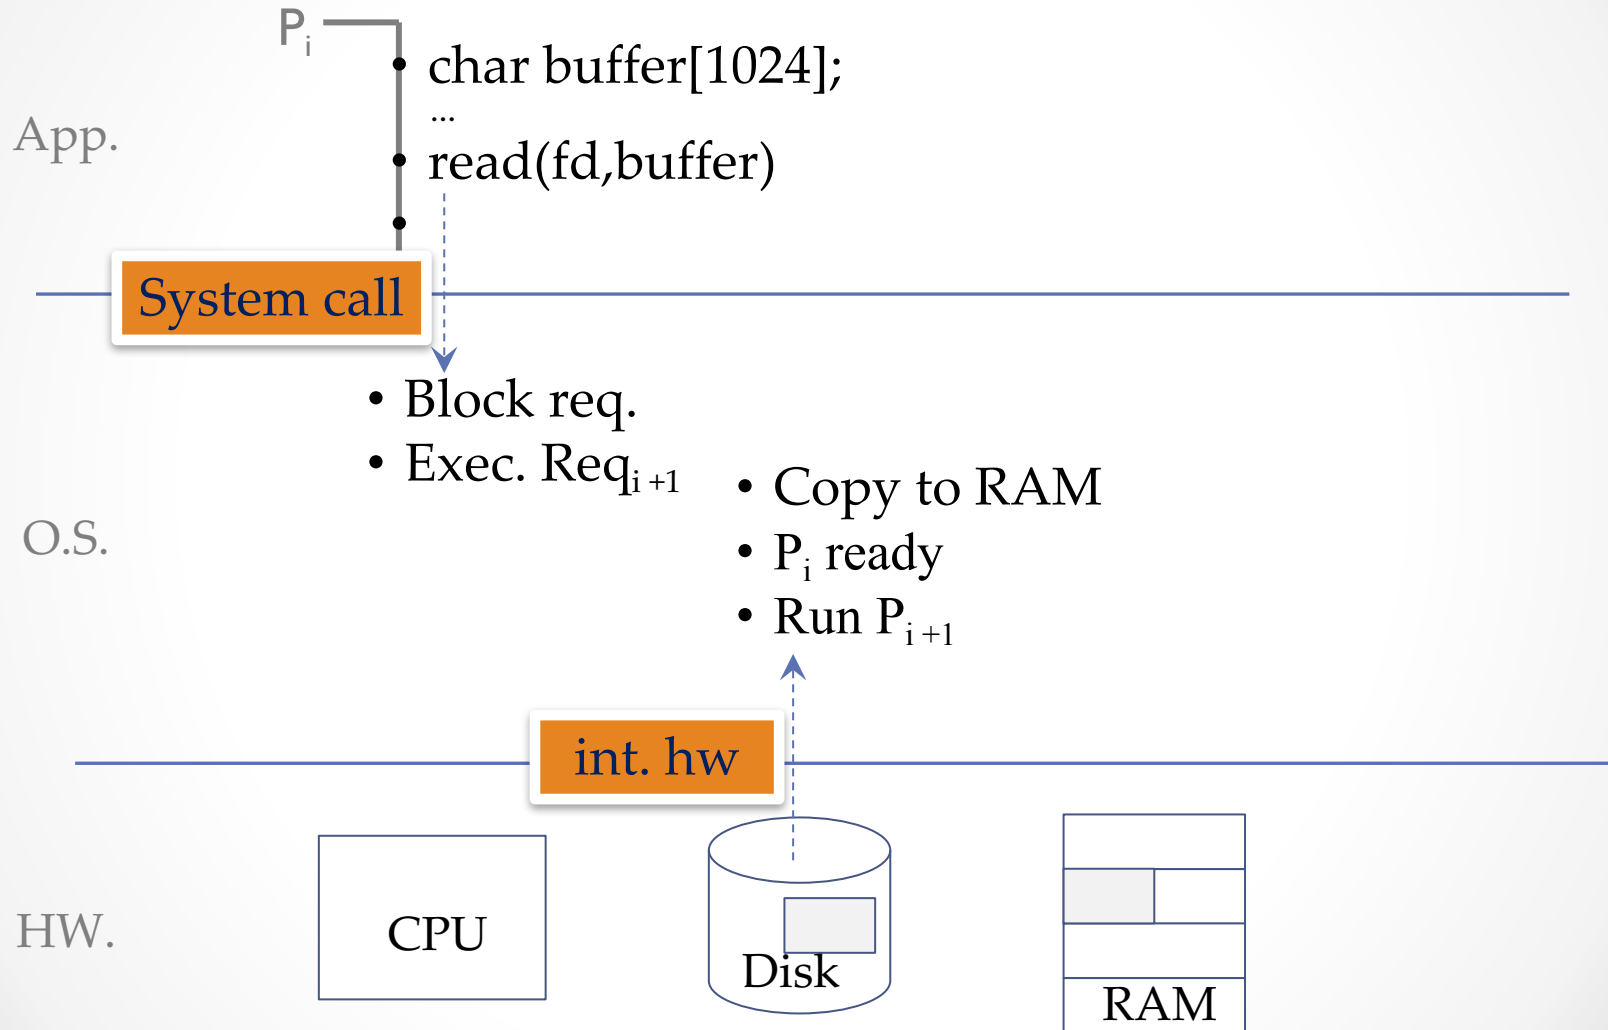 Pi
• char buffer[1024];
...
• read(fd,buffer)
•
App.
System call
• Block req.
• Exec. Reqi +1
• Copy to RAM
• Pi ready
• Run Pi +1
O.S.
int. hw
HW.
CPU
Disk
RAM